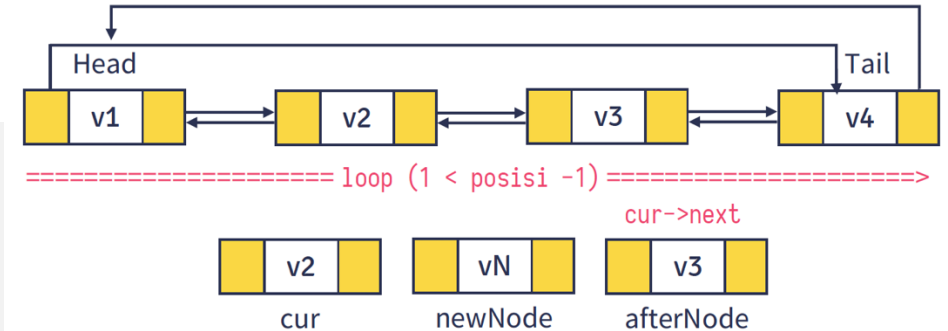 Head Tail
v1 v2 v3 v4
===================== loop (1 < posisi -1) =====================>
cur->next
v2 vN v3
cur newNode afterNode